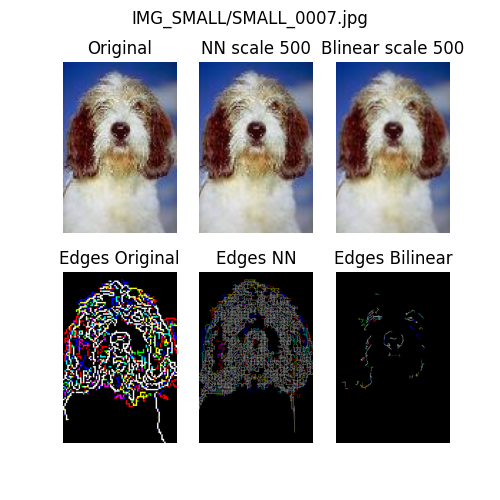 IMG_SMALL/SMALL_0007.jpg
Original
NN scale 500
Blinear scale 500
Edges Original
Edges NN
Edges Bilinear